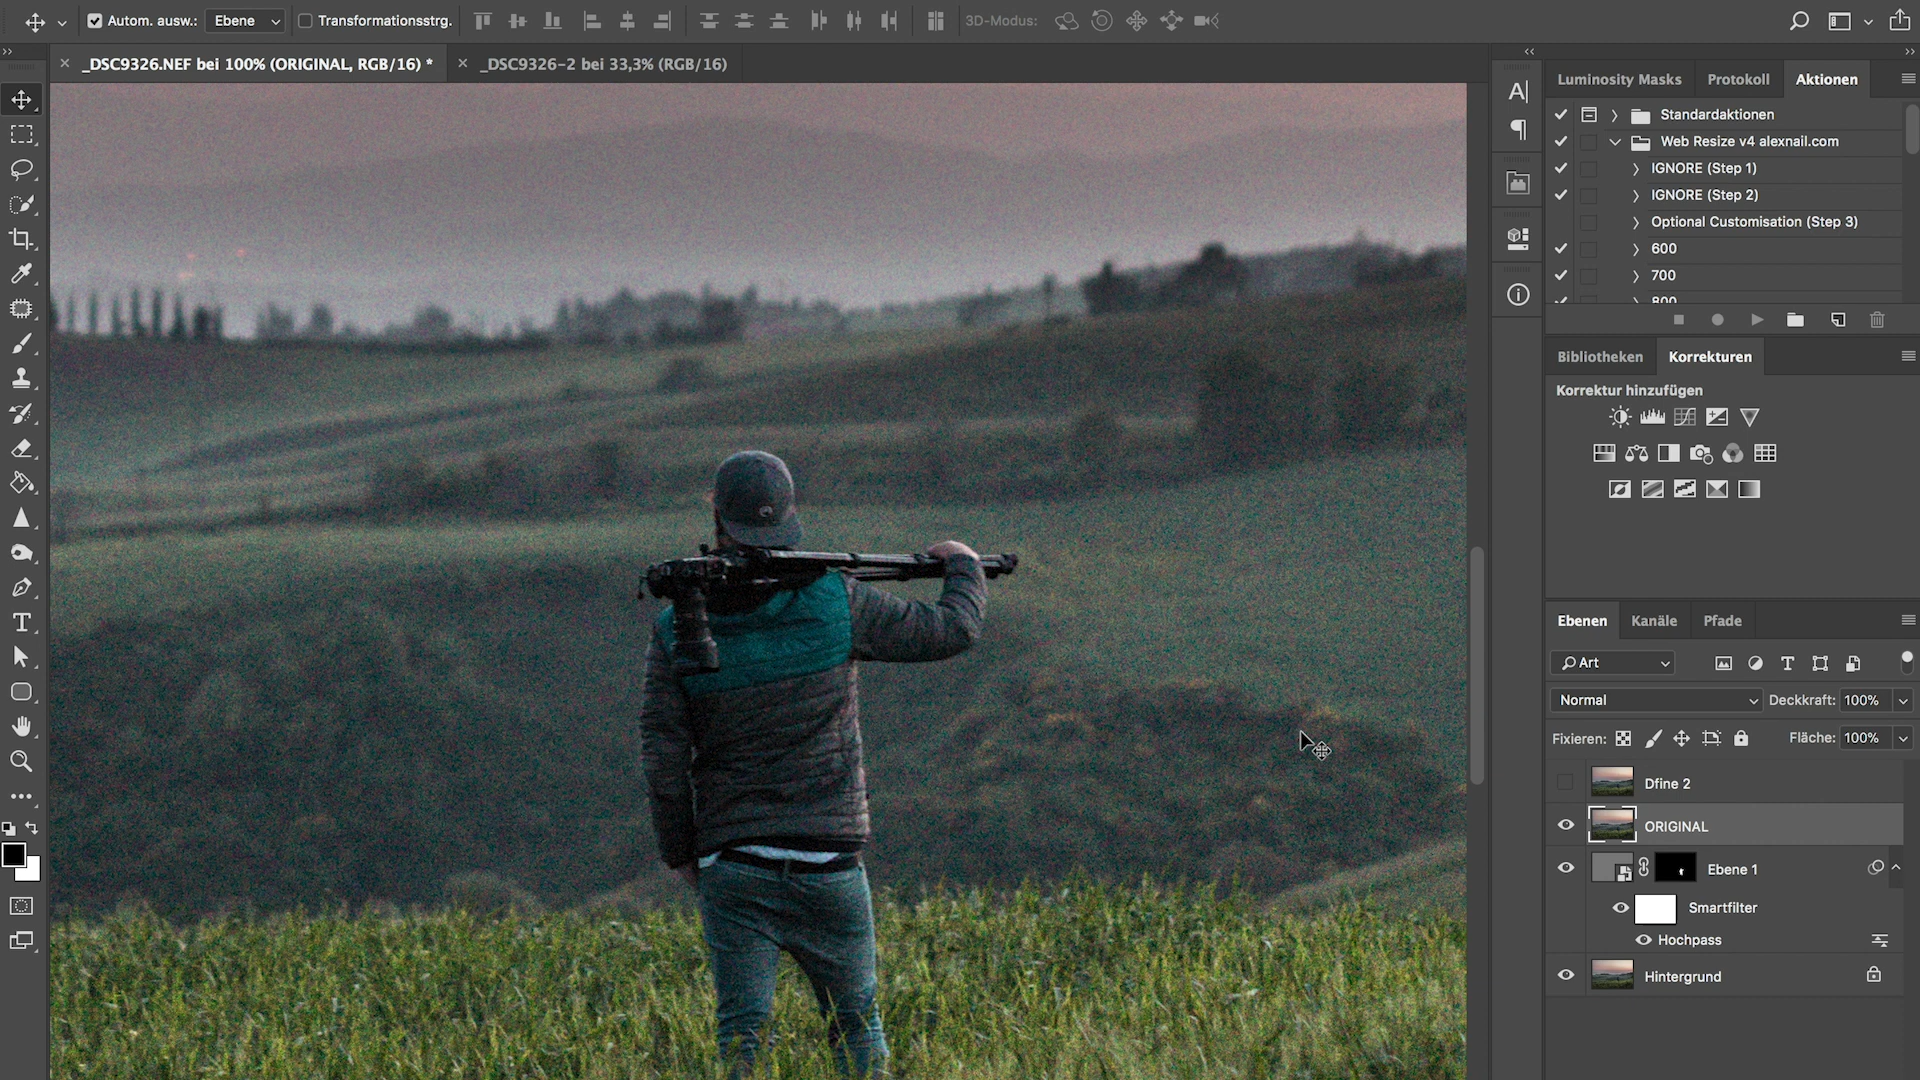 Autom. ausw.: Ebene Transformationsstrg. 3D-Modus:
_DSC9326.NEF bei 100% (ORIGINAL, RGB/16) *
_DSC9326-2 bei 33,3% (RGB/16)
Luminosity Masks Protokoll Aktionen
Standardaktionen
Web Resize v4 alexnail.com
IGNORE (Step 1)
IGNORE (Step 2)
Optional Customisation (Step 3)
600
700
800
Bibliotheken Korrekturen
Korrektur hinzufügen
Ebenen Kanäle Pfade
Art
Normal Deckkraft: 100%
Fixieren: Fläche: 100%
Dfine 2
ORIGINAL
Ebene 1
Smartfilter
Hochpass
Hintergrund